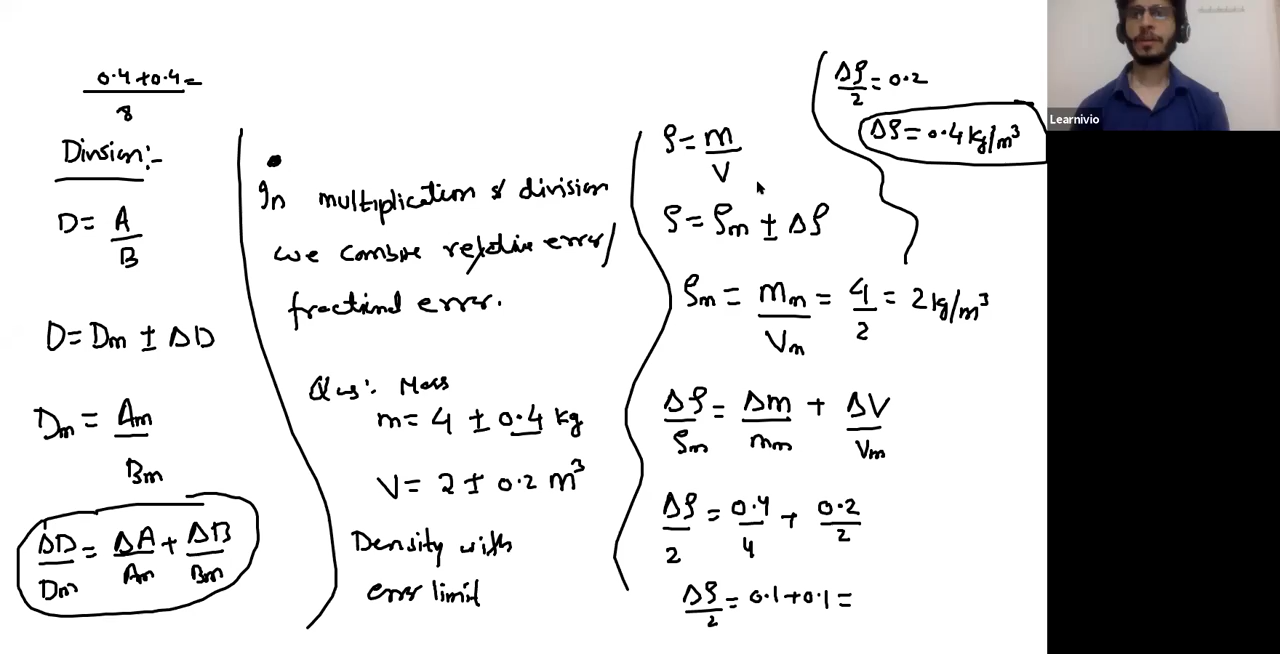 0.4+0.4=
8
Division:-
D= A
B
D= Dm ± ΔD
Dm = Am
Bm
ΔD = ΔA + ΔB
Dm Am Bm
In multiplication & division
we combine relative error/
fractional error.
Ques:. Mass
m= 4 ± 0.4 kg
V= 2 ± 0.2 m³
Density with
error limit
ρ= m
V
ρ= ρm ± Δρ
ρm = mm = 4 = 2 kg/m³
Vm 2
Δρ = Δm + ΔV
ρm mm Vm
Δρ = 0.4 + 0.2
2 4 2
Δρ = 0.1+0.1 =
2
Δρ = 0.2
2
Δρ = 0.4 kg/m³
Learnivio